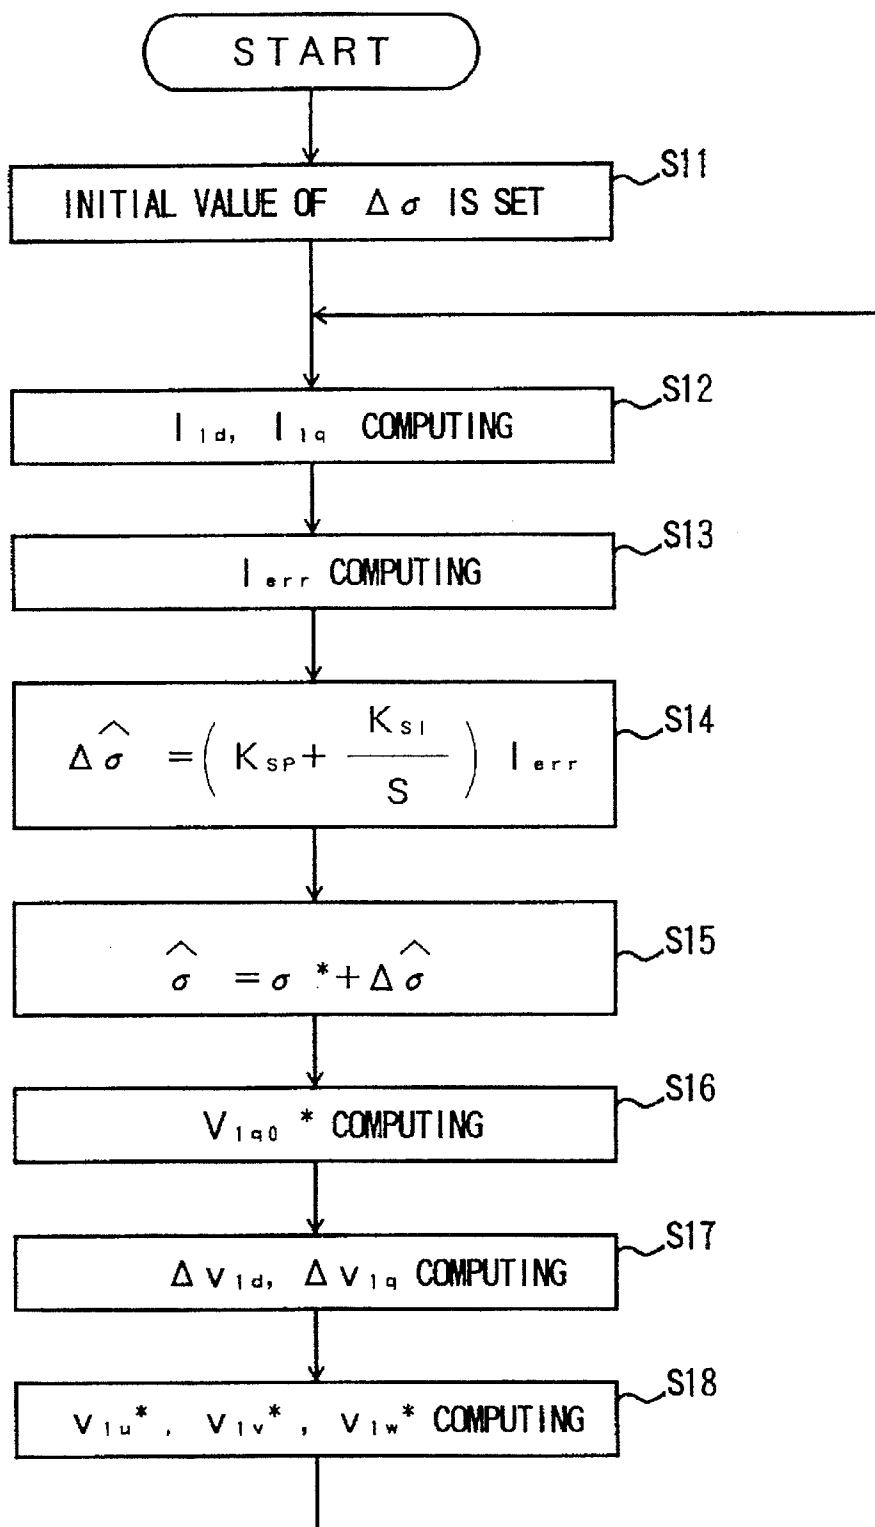 START
S11
INITIAL VALUE OF Δσ IS SET
S12
I1d, I1q COMPUTING
S13
Ierr COMPUTING
S14
Δσ̂ = (KSP + KSI / S) Ierr
S15
σ̂ = σ* + Δσ̂
S16
V1q0* COMPUTING
S17
Δv1d, Δv1q COMPUTING
S18
v1u*, v1v*, v1w* COMPUTING